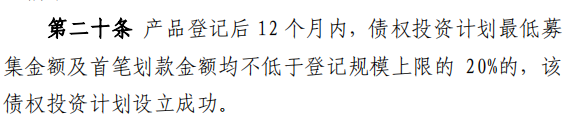 第二十条 产品登记后 12 个月内，债权投资计划最低募
集金额及首笔划款金额均不低于登记规模上限的 20%的，该
债权投资计划设立成功。